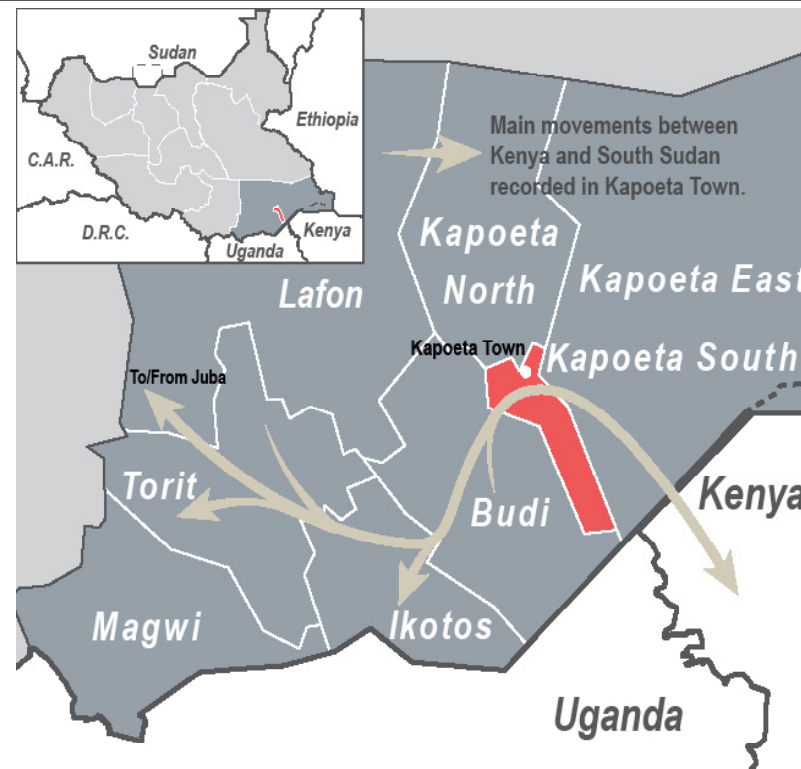 Sudan
Ethiopia
C.A.R.
D.R.C.
Uganda
Kenya
Main movements between
Kenya and South Sudan
recorded in Kapoeta Town.
Kapoeta
North
Kapoeta East
Lafon
Kapoeta Town
Kapoeta South
To/From Juba
Torit
Budi
Kenya
Magwi
Ikotos
Uganda